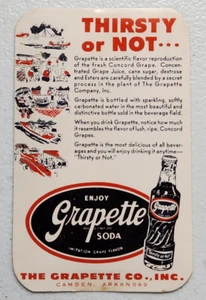 THIRSTY
or NOT...
Grapette is a scientific flavor reproduction
of the fresh Concord Grape. Concen-
trated Grape Juice, cane sugar, dextrose
and Esters are carefully blended by a secret
process in the plant of The Grapette
Company, Inc.
Grapette is bottled with sparkling, softly
carbonated water in the most beautiful and
distinctive bottle sold in the beverage field.
When you drink Grapette, notice how much
it resembles the flavor of lush, ripe, Concord
Grapes.
Grapette is the most delicious of all bever-
ages and you will enjoy drinking it anytime—
"Thirsty or Not."
ENJOY
Grapette
SODA
IMITATION GRAPE FLAVOR
Grapette
THE GRAPETTE CO., INC.
CAMDEN, ARKANSAS